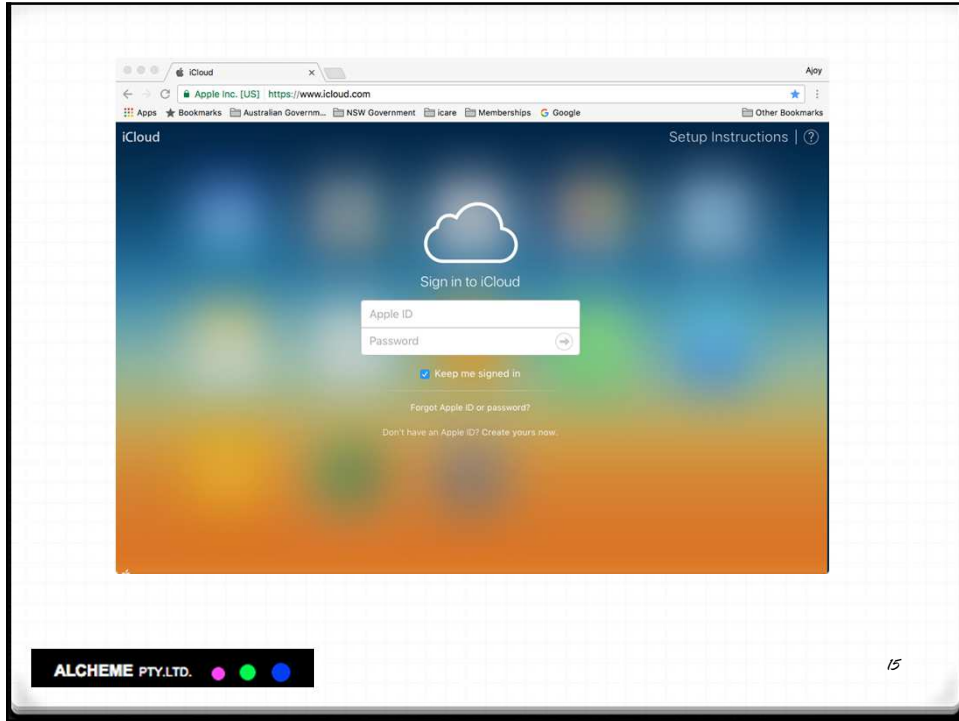 iCloud
Ajoy
Apple Inc. [US] https://www.icloud.com
Apps Bookmarks Australian Governm... NSW Government icare Memberships Google Other Bookmarks
iCloud Setup Instructions | ?
Sign in to iCloud
Apple ID
Password
Keep me signed in
Forgot Apple ID or password?
Don't have an Apple ID? Create yours now.
ALCHEME PTY.LTD.
15